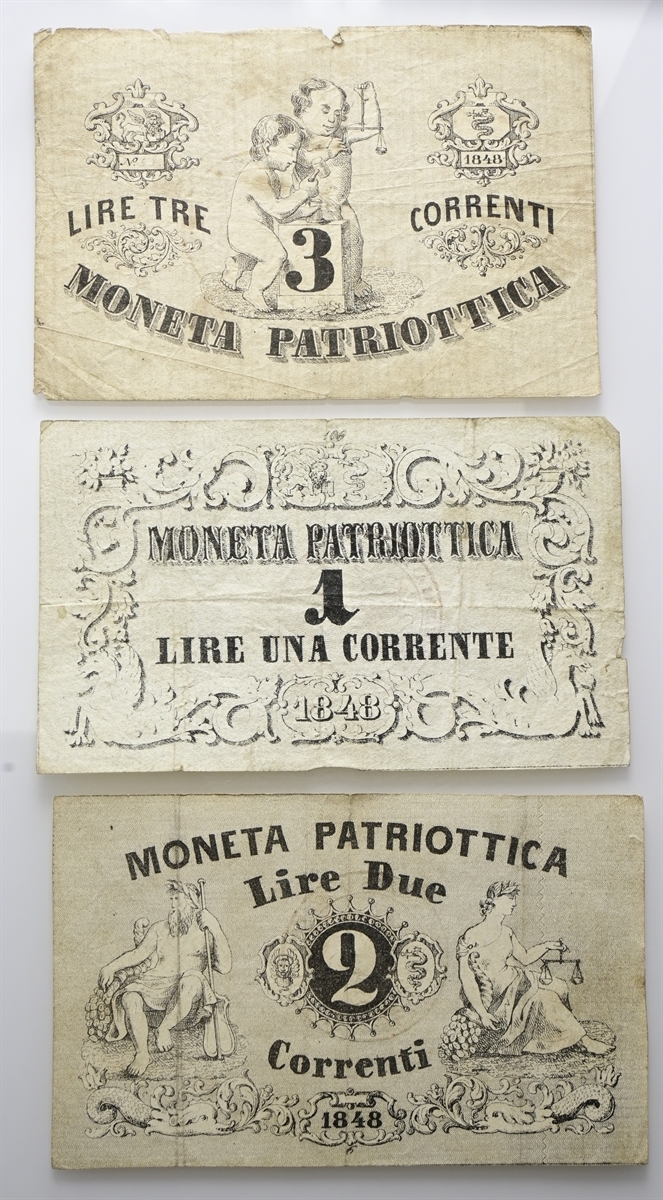 Nº 1848
LIRE TRE CORRENTI
3
MONETA PATRIOTTICA
MONETA PATRIOTTICA
1
LIRE UNA CORRENTE
1848
MONETA PATRIOTTICA
Lire Due
2
Correnti
1848